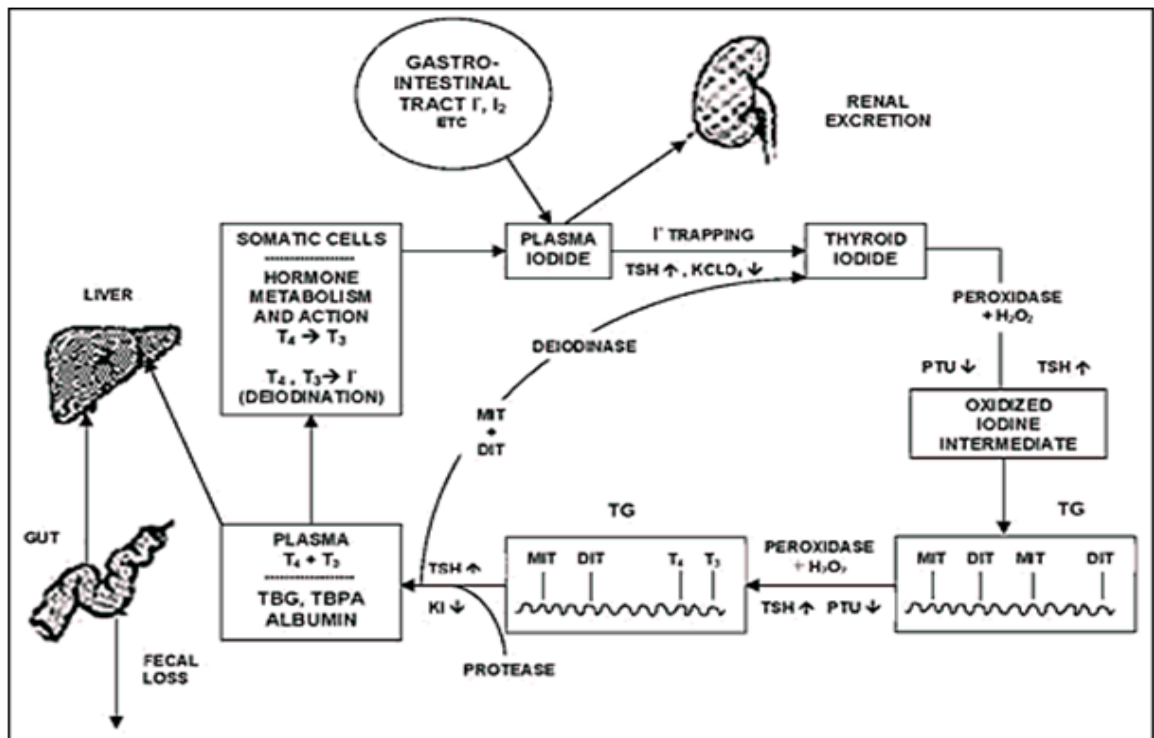 GASTRO-
INTESTINAL
TRACT I⁻, I₂
ETC
RENAL
EXCRETION
SOMATIC CELLS
HORMONE
METABOLISM
AND ACTION
T₄ → T₃
T₄ , T₃ → I⁻
(DEIODINATION)
PLASMA
IODIDE
I⁻ TRAPPING
TSH ↑ , KCLO₄ ↓
THYROID
IODIDE
LIVER
PEROXIDASE
+ H₂O₂
DEIODINASE
PTU ↓ TSH ↑
MIT
+
DIT
OXIDIZED
IODINE
INTERMEDIATE
TG
TG
GUT
PLASMA
T₄ + T₃
TBG, TBPA
ALBUMIN
TSH ↑
KI ↓
MIT DIT T₄ T₃
PEROXIDASE
+ H₂O₂
TSH ↑ PTU ↓
MIT DIT MIT DIT
PROTEASE
FECAL
LOSS